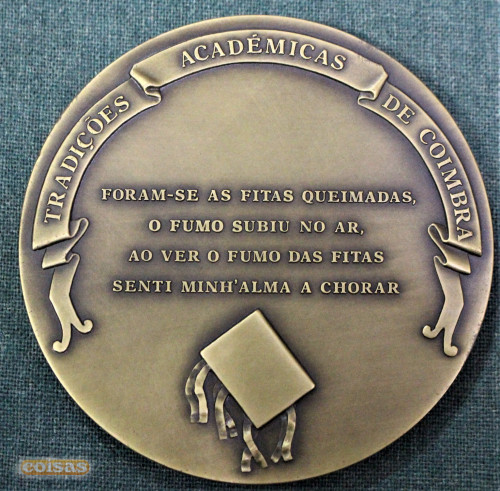 TRADIÇÕES ACADÉMICAS DE COIMBRA
FORAM-SE AS FITAS QUEIMADAS,
O FUMO SUBIU NO AR,
AO VER O FUMO DAS FITAS
SENTI MINH'ALMA A CHORAR
coisas